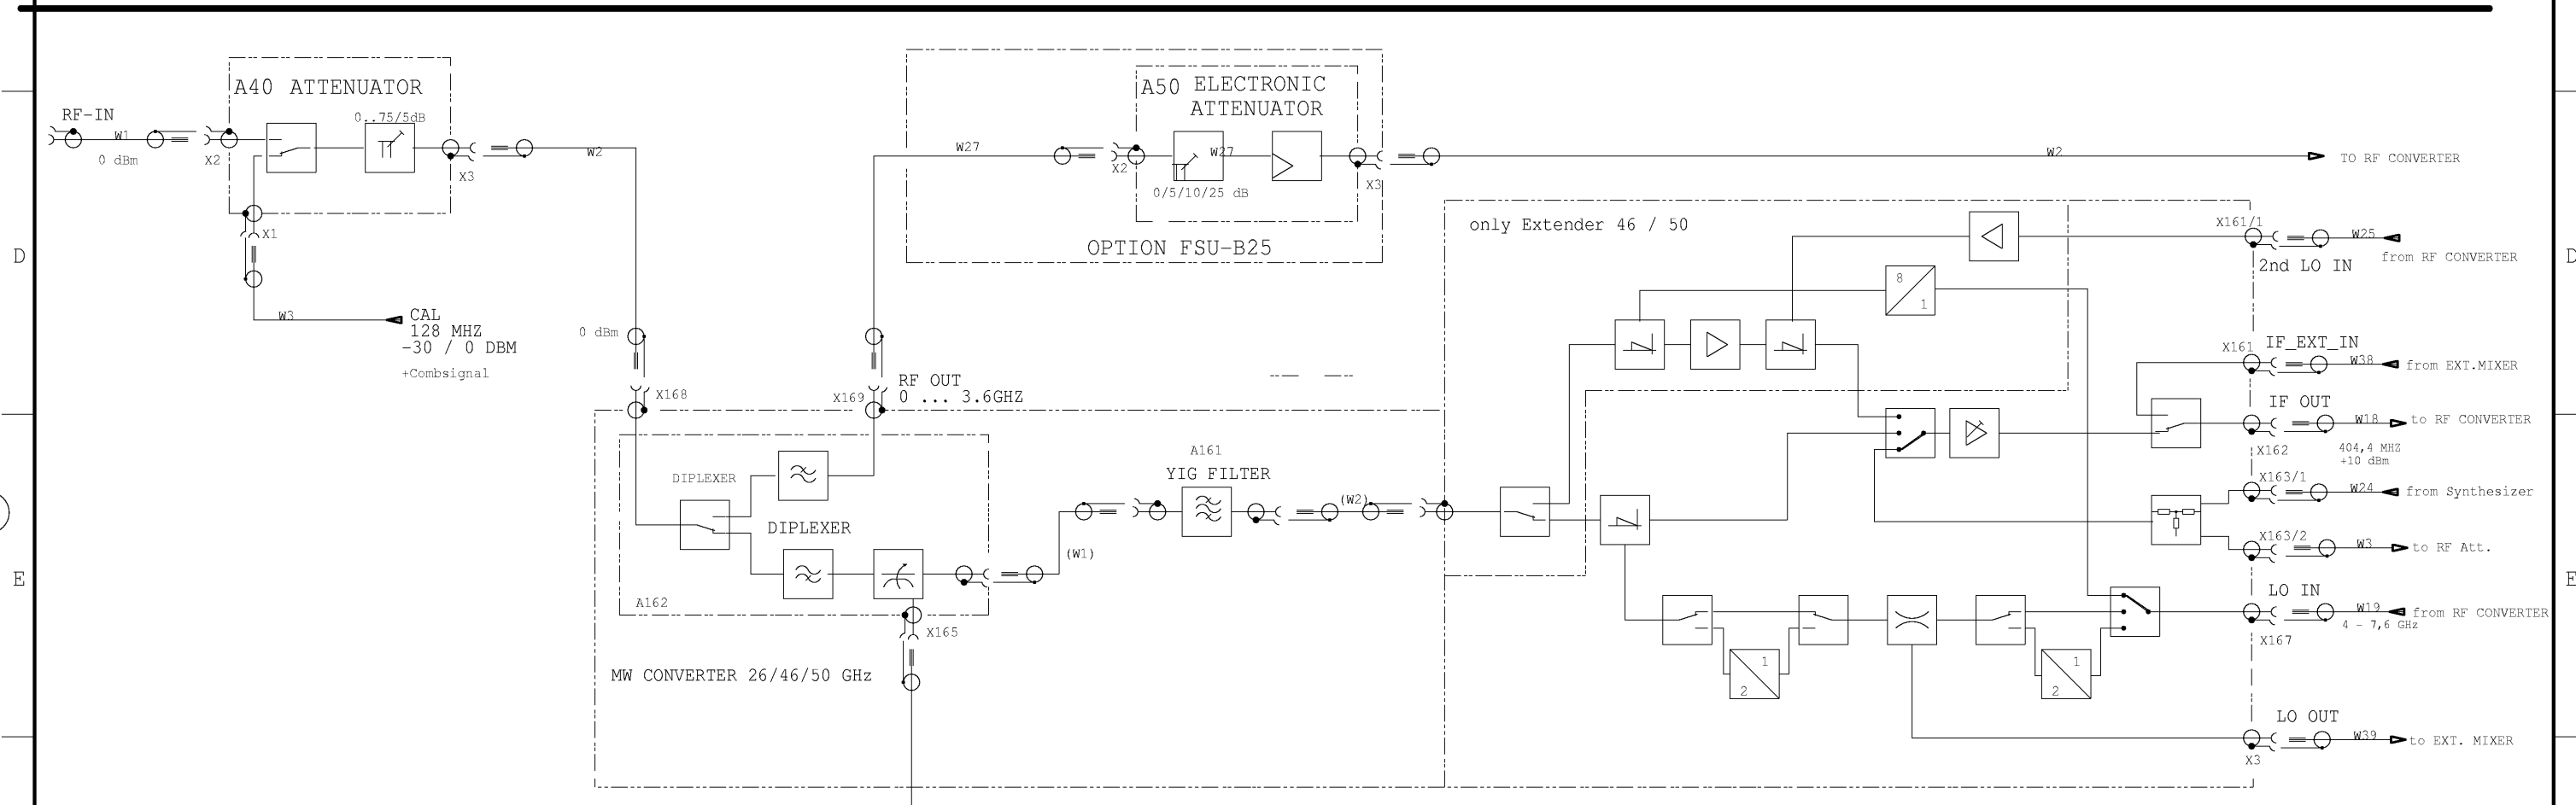 A40 ATTENUATOR
0..75/5dB
RF-IN
W1
0 dBm
X2
X3
W2
X1
W3
CAL
128 MHZ
-30 / 0 DBM
+Combsignal
A50 ELECTRONIC
ATTENUATOR
W27
X2
W27
0/5/10/25 dB
X3
OPTION FSU-B25
W2
TO RF CONVERTER
D
D
only Extender 46 / 50
X161/1
W25
2nd LO IN
from RF CONVERTER
8
1
0 dBm
X168
X169
RF OUT
0 ... 3.6GHZ
X161
IF_EXT_IN
W38
from EXT.MIXER
IF OUT
W18
to RF CONVERTER
X162
404,4 MHZ
+10 dBm
DIPLEXER
DIPLEXER
A162
X165
(W1)
A161
YIG FILTER
(W2)
X163/1
W24
from Synthesizer
X163/2
W3
to RF Att.
E
E
LO IN
W19
from RF CONVERTER
4 - 7,6 GHz
X167
1
2
1
2
MW CONVERTER 26/46/50 GHz
LO OUT
W39
to EXT. MIXER
X3